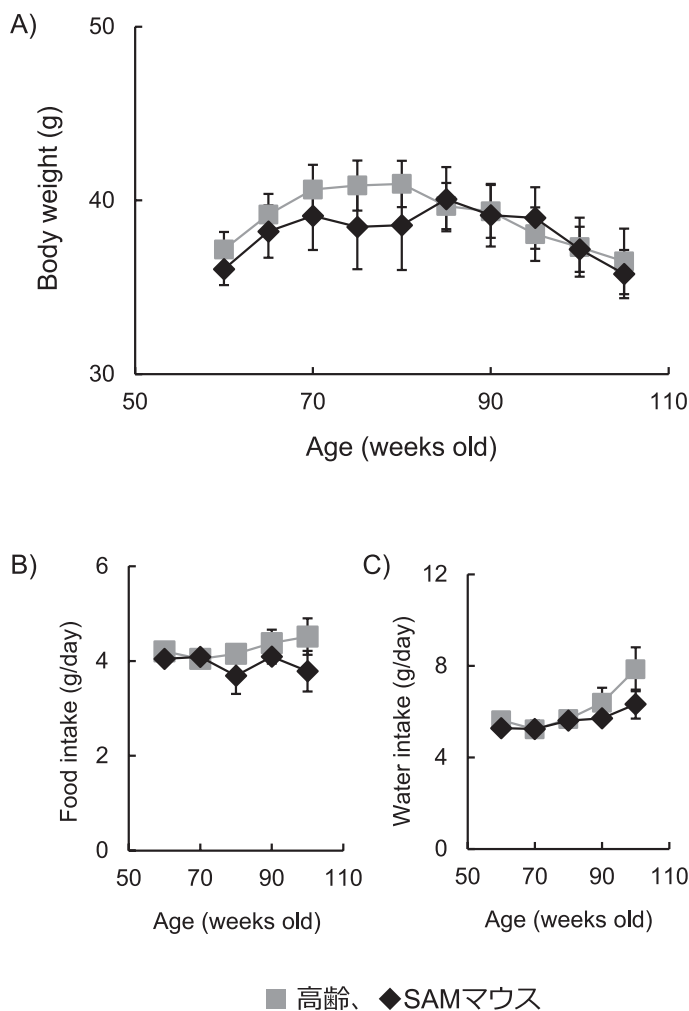 A)
50
40
30
Body weight (g)
50
70
90
110
Age (weeks old)
B)
6
4
2
0
Food intake (g/day)
50
70
90
110
Age (weeks old)
C)
12
8
4
0
Water intake (g/day)
50
70
90
110
Age (weeks old)
高齢、 SAMマウス